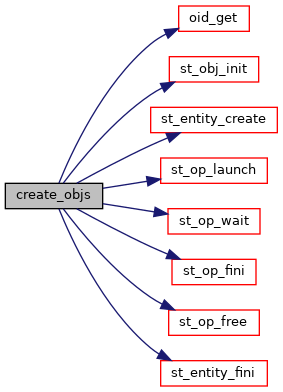 oid_get
st_obj_init
st_entity_create
st_op_launch
create_objs
st_op_wait
st_op_fini
st_op_free
st_entity_fini